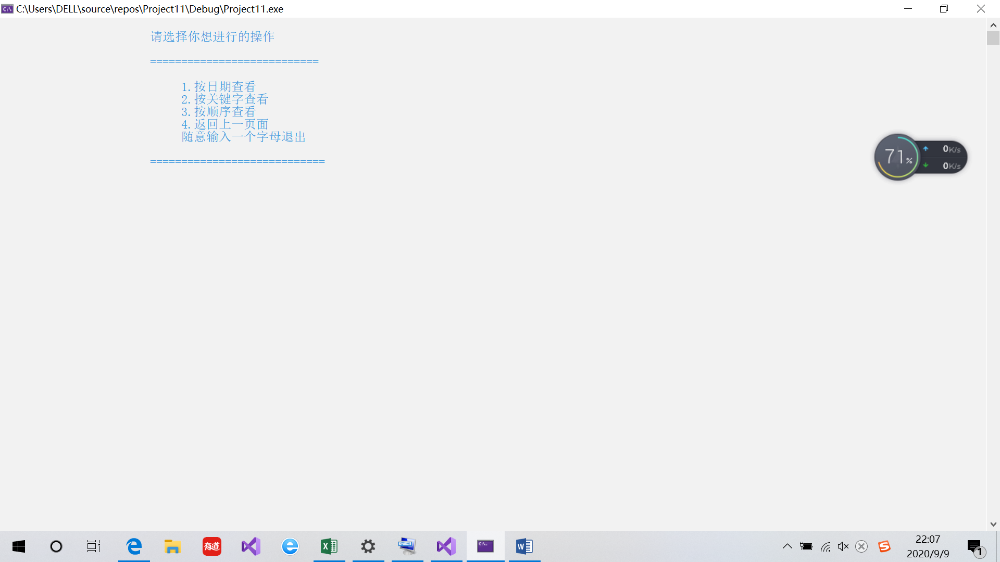 C:\Users\DELL\source\repos\Project11\Debug\Project11.exe
请选择你想进行的操作
===========================
1.按日期查看
2.按关键字查看
3.按顺序查看
4.返回上一页面
随意输入一个字母退出
============================
71%
0K/s
0K/s
有道
22:07
2020/9/9
1